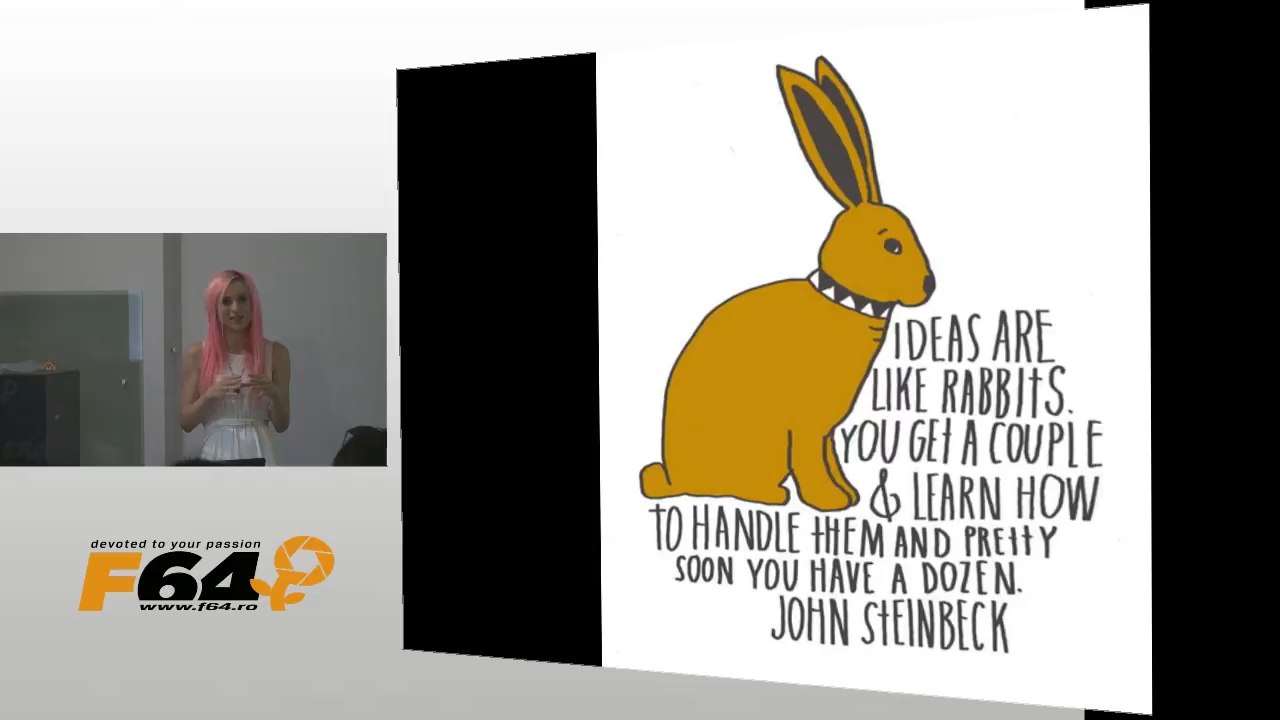 IDEAS ARE
LIKE RABBITS.
YOU GET A COUPLE
& LEARN HOW
TO HANDLE THEM AND PRETTY
SOON YOU HAVE A DOZEN.
JOHN STEINBECK
devoted to your passion
F64
www.f64.ro